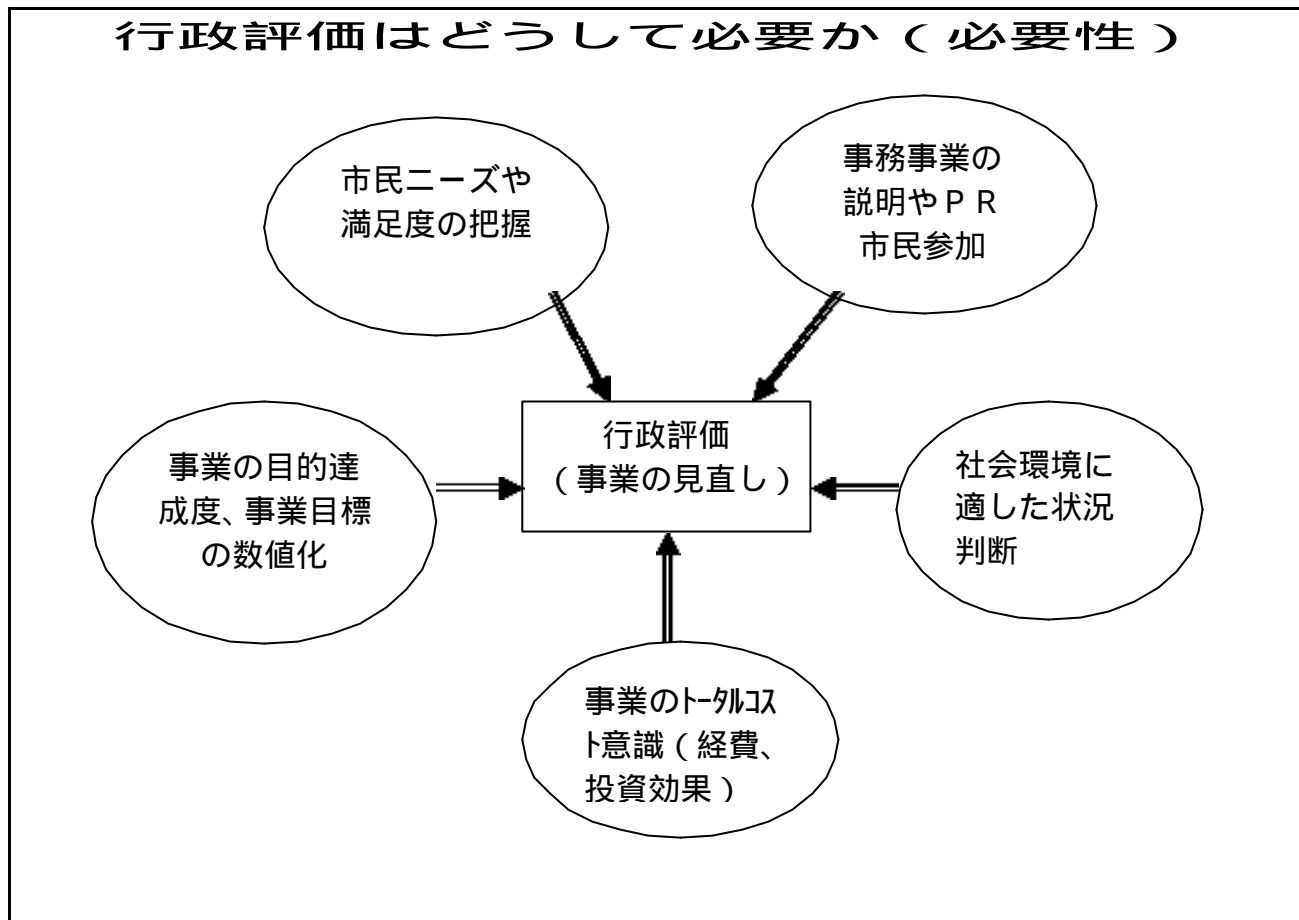 行政評価はどうして必要か（必要性）
市民ニーズや
満足度の把握
事務事業の
説明やＰＲ
市民参加
行政評価
（事業の見直し）
事業の目的達
成度、事業目標
の数値化
社会環境に
適した状況
判断
事業のﾄｰﾀﾙｺｽ
ﾄ意識（経費、
投資効果）